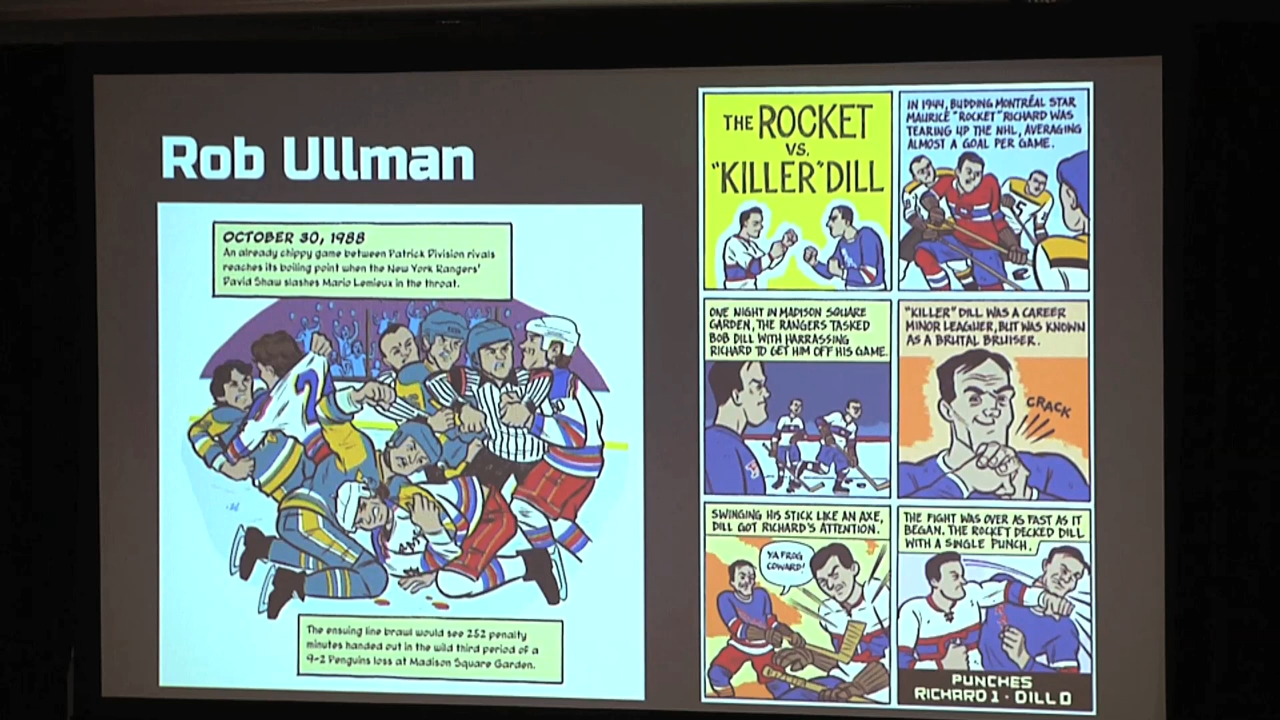 Rob Ullman
OCTOBER 30, 1988
An already chippy game between Patrick Division rivals
reaches its boiling point when the New York Rangers'
David Shaw slashes Mario Lemieux in the throat.
2
The ensuing line brawl would see 252 penalty
minutes handed out in the wild third period of a
9-2 Penguins loss at Madison Square Garden.
THE ROCKET
VS.
"KILLER" DILL
IN 1944, BUDDING MONTRÉAL STAR
MAURICE "ROCKET" RICHARD WAS
TEARING UP THE NHL, AVERAGING
ALMOST A GOAL PER GAME.
5
ONE NIGHT IN MADISON SQUARE
GARDEN, THE RANGERS TASKED
BOB DILL WITH HARRASSING
RICHARD TO GET HIM OFF HIS GAME.
"KILLER" DILL WAS A CAREER
MINOR LEAGUER, BUT WAS KNOWN
AS A BRUTAL BRUISER.
CRACK
SWINGING HIS STICK LIKE AN AXE,
DILL GOT RICHARD'S ATTENTION.
YA FROG
COWARD!
THE FIGHT WAS OVER AS FAST AS IT
BEGAN. THE ROCKET DECKED DILL
WITH A SINGLE PUNCH.
PUNCHES
RICHARD 1 · DILL 0